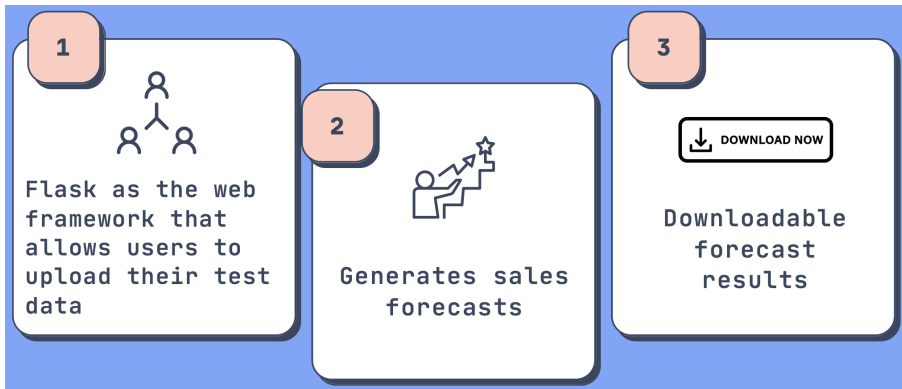 1
Flask as the web
framework that
allows users to
upload their test
data
2
Generates sales
forecasts
3
DOWNLOAD NOW
Downloadable
forecast
results